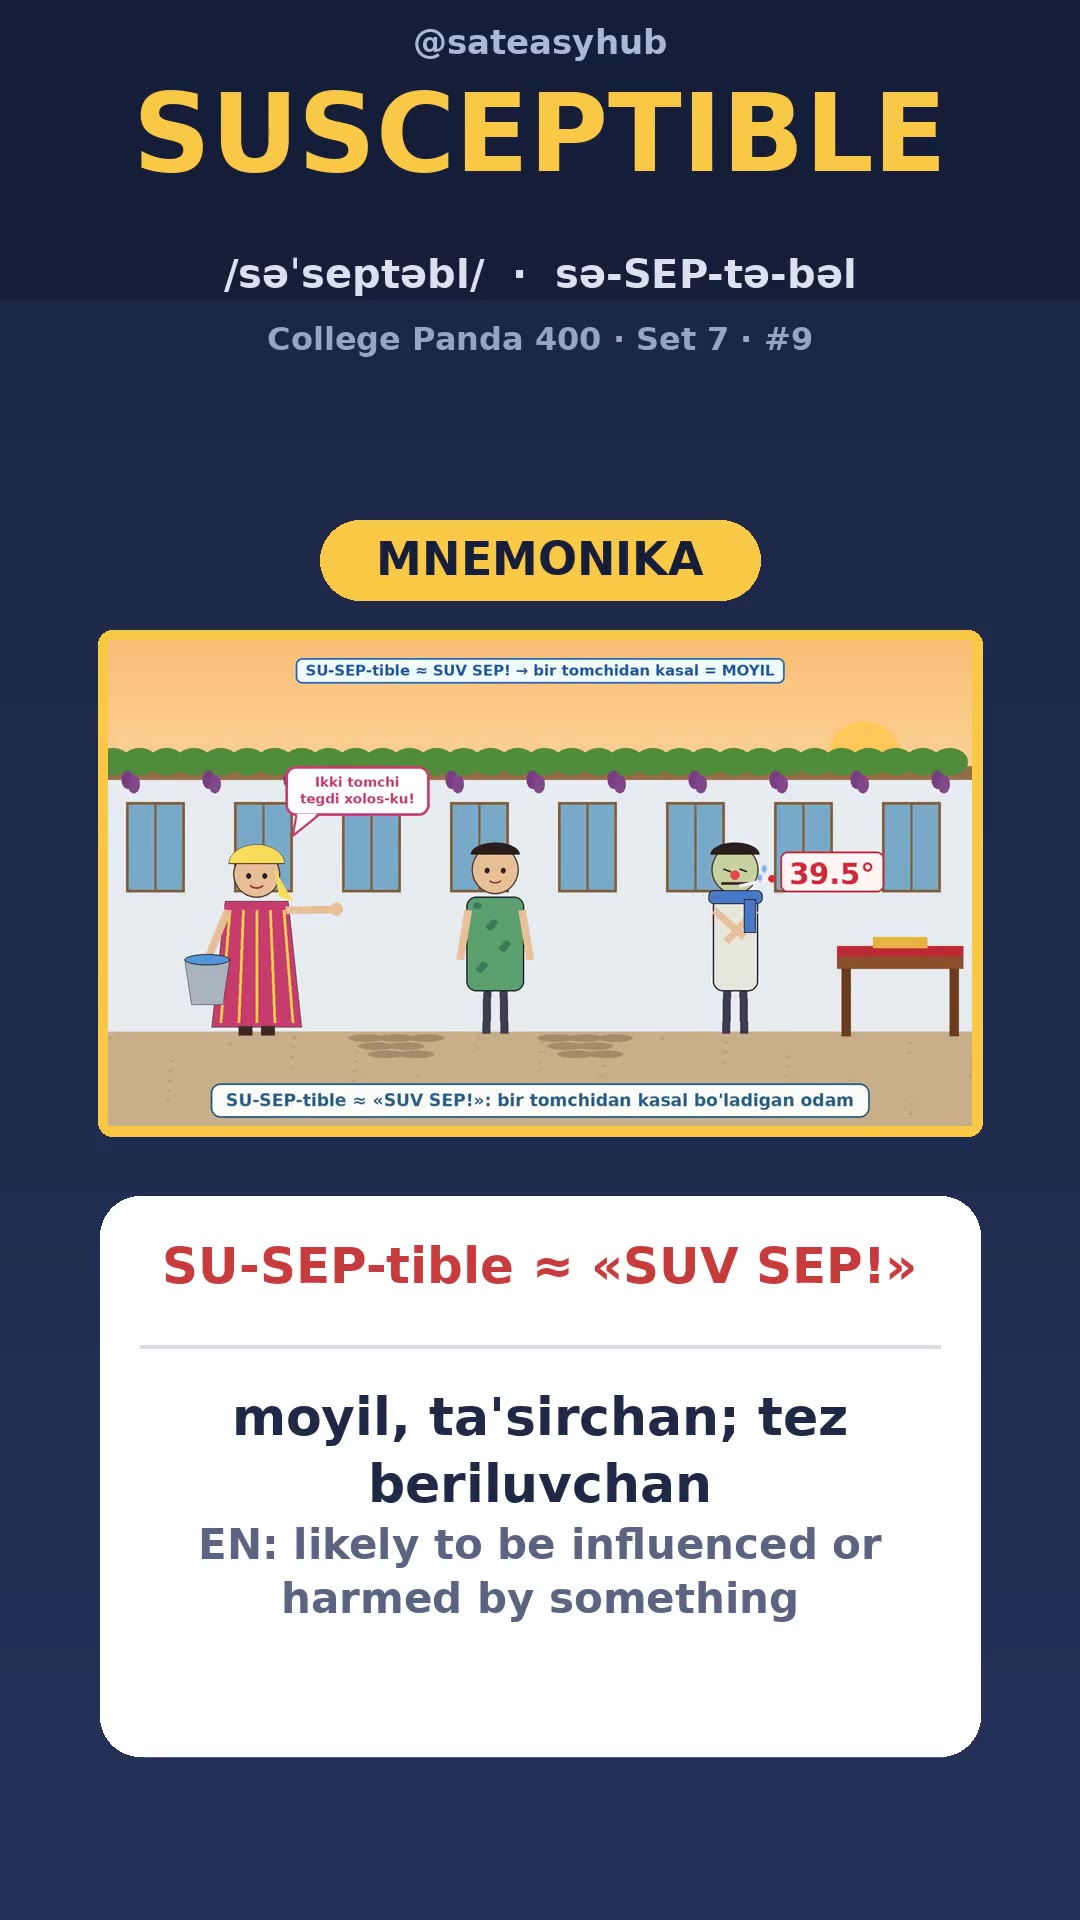 @sateasyhub
SUSCEPTIBLE
/səˈseptəbl/ · sə-SEP-tə-bəl
College Panda 400 · Set 7 · #9
MNEMONIKA
SU-SEP-tible ≈ SUV SEP! → bir tomchidan kasal = MOYIL
Ikki tomchi
tegdi xolos-ku!
39.5°
SU-SEP-tible ≈ «SUV SEP!»: bir tomchidan kasal bo'ladigan odam
SU-SEP-tible ≈ «SUV SEP!»
moyil, ta'sirchan; tez
beriluvchan
EN: likely to be influenced or
harmed by something